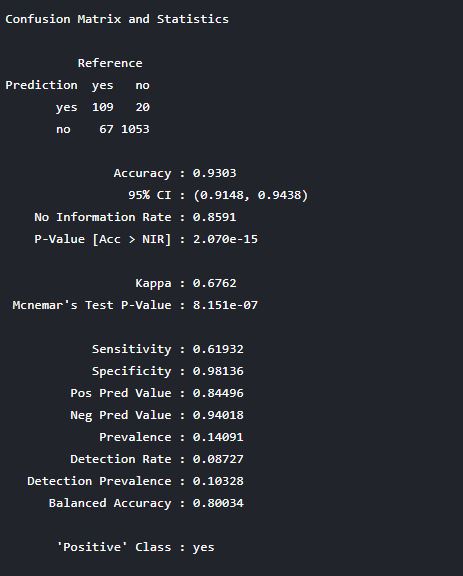 Confusion Matrix and Statistics
Reference
Prediction yes no
yes 109 20
no 67 1053
Accuracy : 0.9303
95% CI : (0.9148, 0.9438)
No Information Rate : 0.8591
P-Value [Acc > NIR] : 2.070e-15
Kappa : 0.6762
Mcnemar's Test P-Value : 8.151e-07
Sensitivity : 0.61932
Specificity : 0.98136
Pos Pred Value : 0.84496
Neg Pred Value : 0.94018
Prevalence : 0.14091
Detection Rate : 0.08727
Detection Prevalence : 0.10328
Balanced Accuracy : 0.80034
'Positive' Class : yes